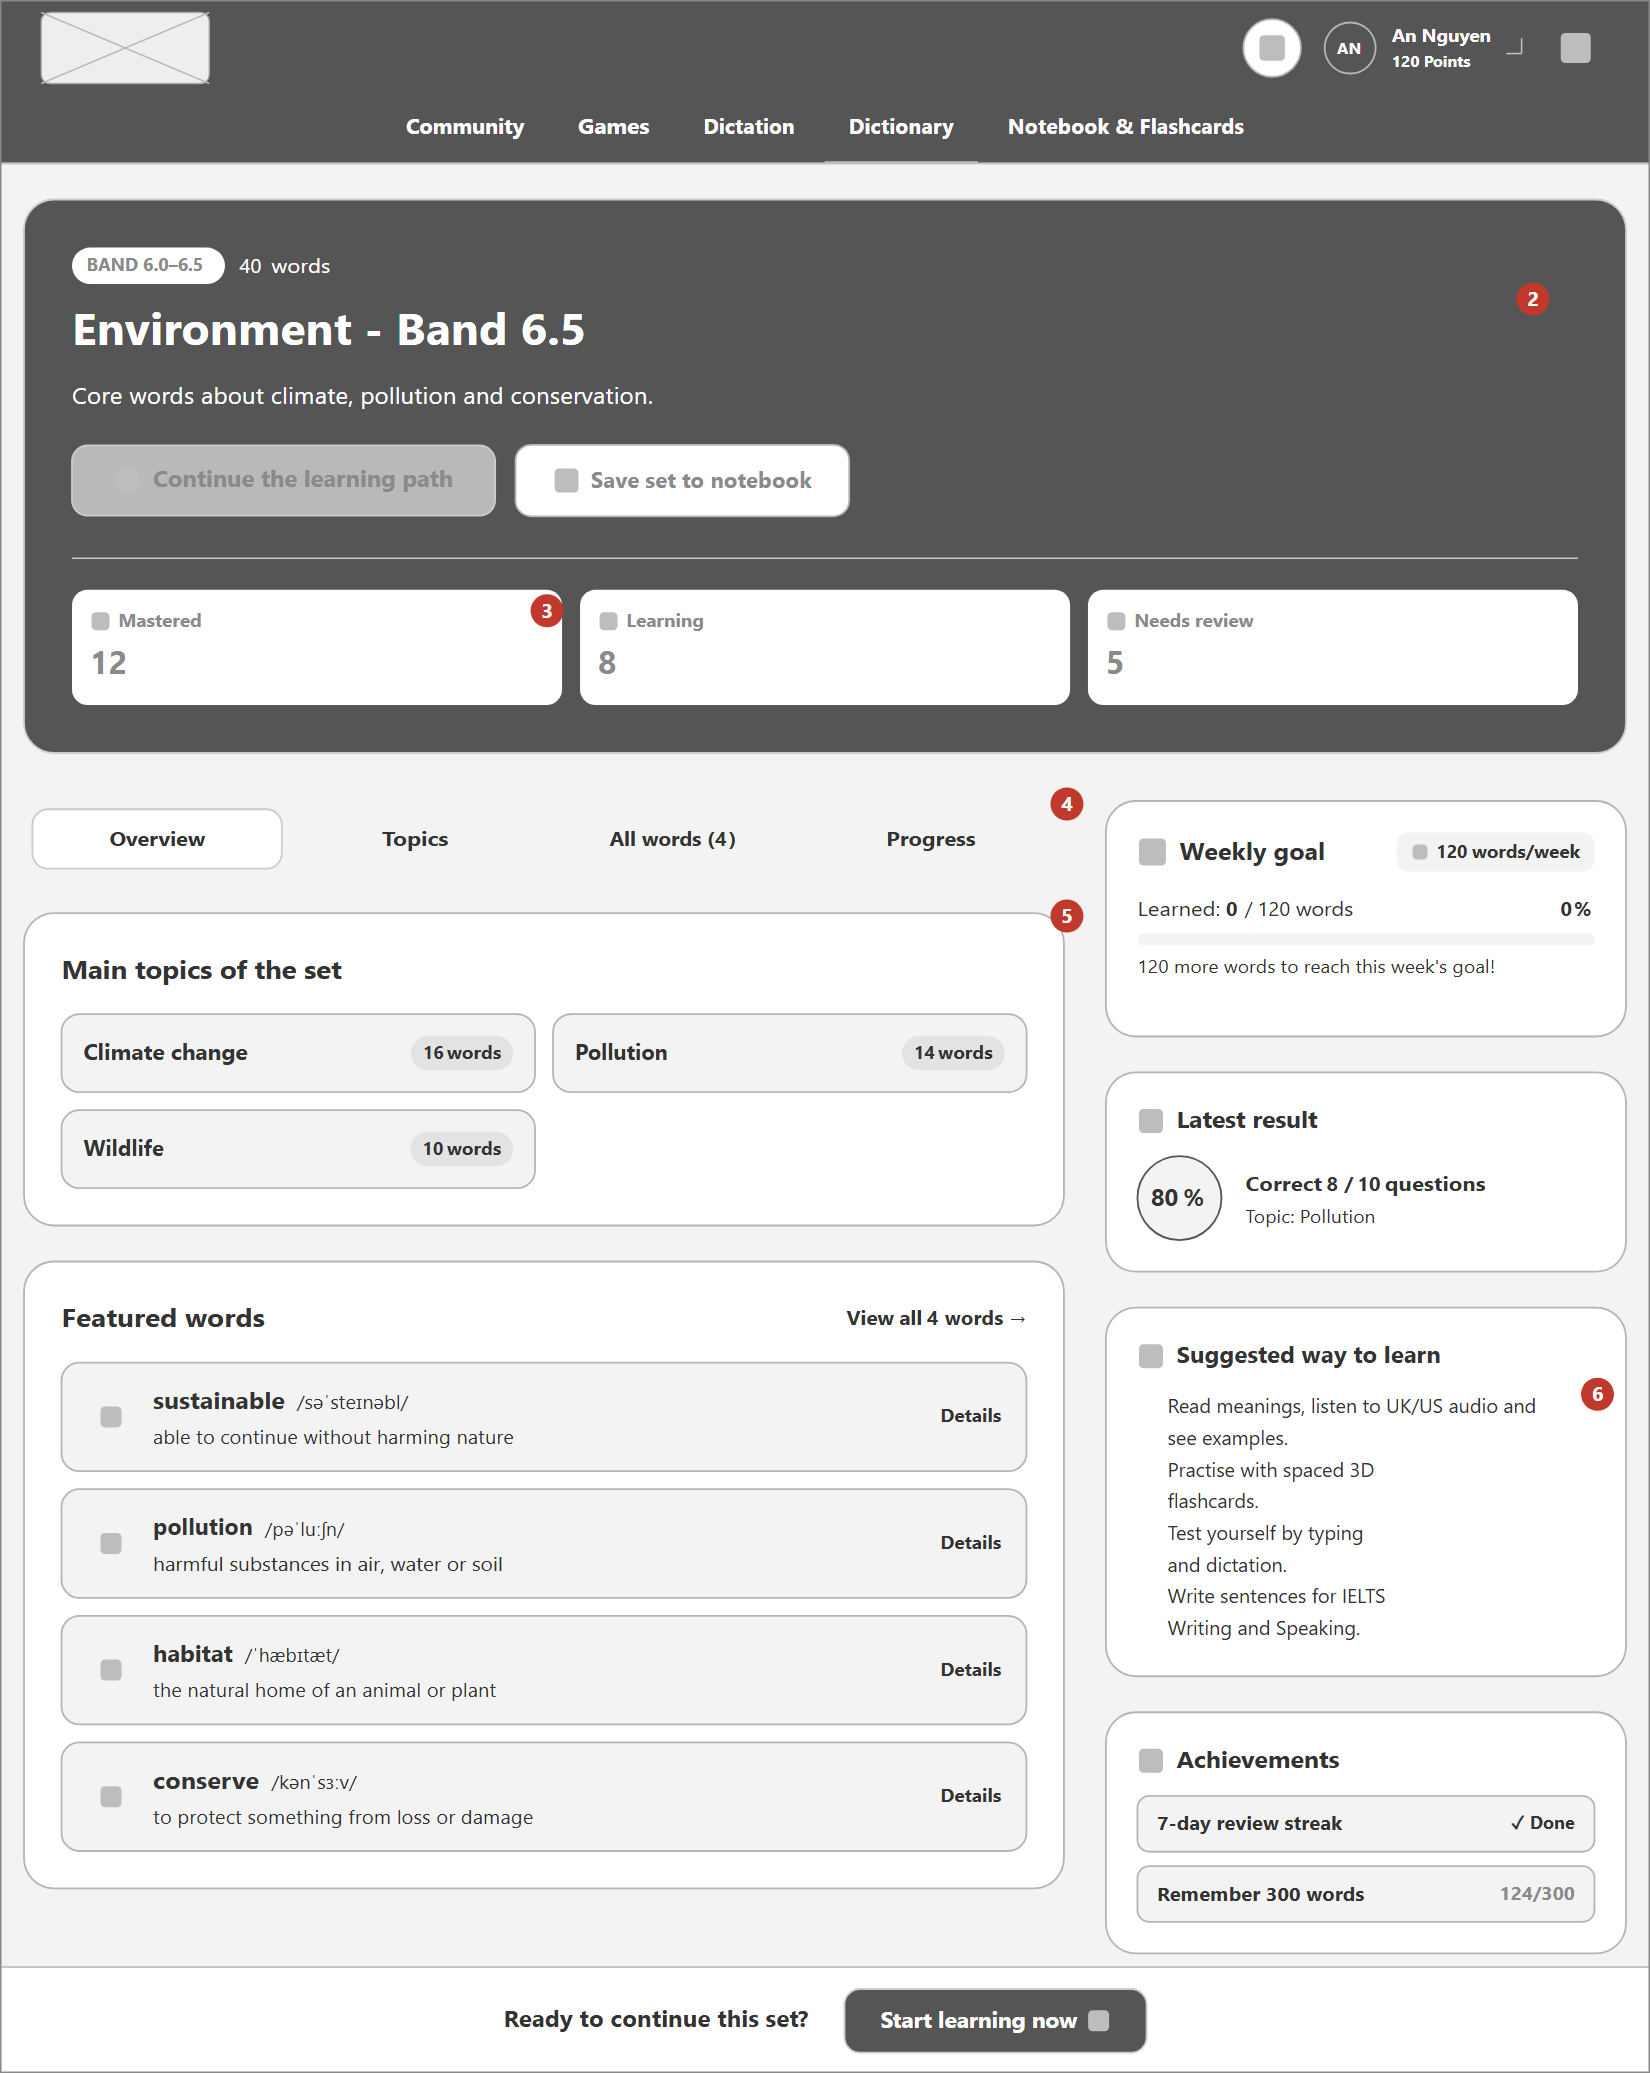 AN
An Nguyen
120 Points
Community
Games
Dictation
Dictionary
Notebook & Flashcards
BAND 6.0–6.5
40 words
2
Environment - Band 6.5
Core words about climate, pollution and conservation.
Continue the learning path
Save set to notebook
Mastered
12
3
Learning
8
Needs review
5
Overview
Topics
All words (4)
Progress
4
5
Main topics of the set
Climate change
16 words
Pollution
14 words
Wildlife
10 words
Featured words
View all 4 words →
sustainable /səˈsteɪnəbl/
able to continue without harming nature
Details
pollution /pəˈluːʃn/
harmful substances in air, water or soil
Details
habitat /ˈhæbɪtæt/
the natural home of an animal or plant
Details
conserve /kənˈsɜːv/
to protect something from loss or damage
Details
Weekly goal
120 words/week
Learned: 0 / 120 words
0%
120 more words to reach this week's goal!
Latest result
80 %
Correct 8 / 10 questions
Topic: Pollution
Suggested way to learn
6
Read meanings, listen to UK/US audio and
see examples.
Practise with spaced 3D
flashcards.
Test yourself by typing
and dictation.
Write sentences for IELTS
Writing and Speaking.
Achievements
7-day review streak
✓ Done
Remember 300 words
124/300
Ready to continue this set?
Start learning now